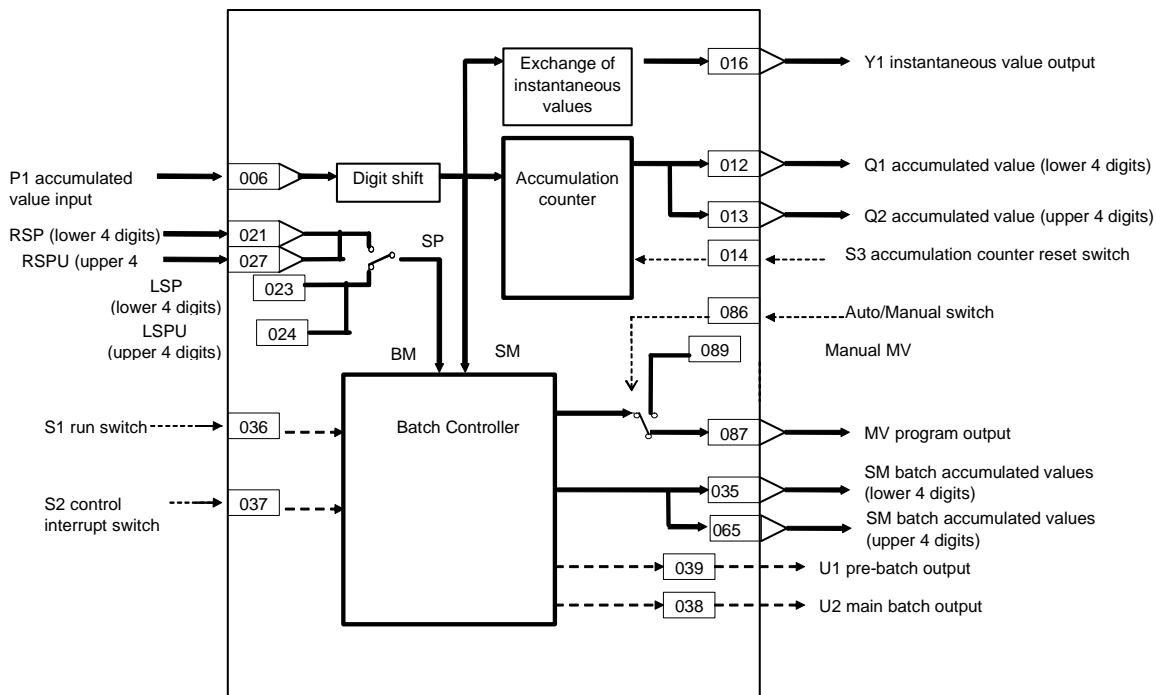 016
Y1 instantaneous value output
Exchange of
instantaneous
values
P1 accumulated
value input
006
Digit shift
Accumulation
counter
012
Q1 accumulated value (lower 4 digits)
013
Q2 accumulated value (upper 4 digits)
014
S3 accumulation counter reset switch
RSP (lower 4 digits)
021
RSPU (upper 4
027
SP
LSP
(lower 4 digits)
023
LSPU
(upper 4 digits)
024
086
Auto/Manual switch
089
Manual MV
BM
SM
S1 run switch
036
Batch Controller
087
MV program output
S2 control
interrupt switch
037
035
SM batch accumulated values
(lower 4 digits)
065
SM batch accumulated values
(upper 4 digits)
039
U1 pre-batch output
038
U2 main batch output